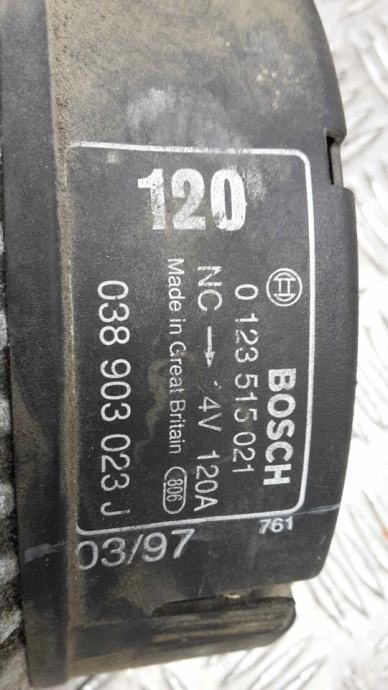 120
BOSCH
0 123 515 021
NC → 4V 120A
Made in Great Britain 806
038 903 023 J
03/97
761